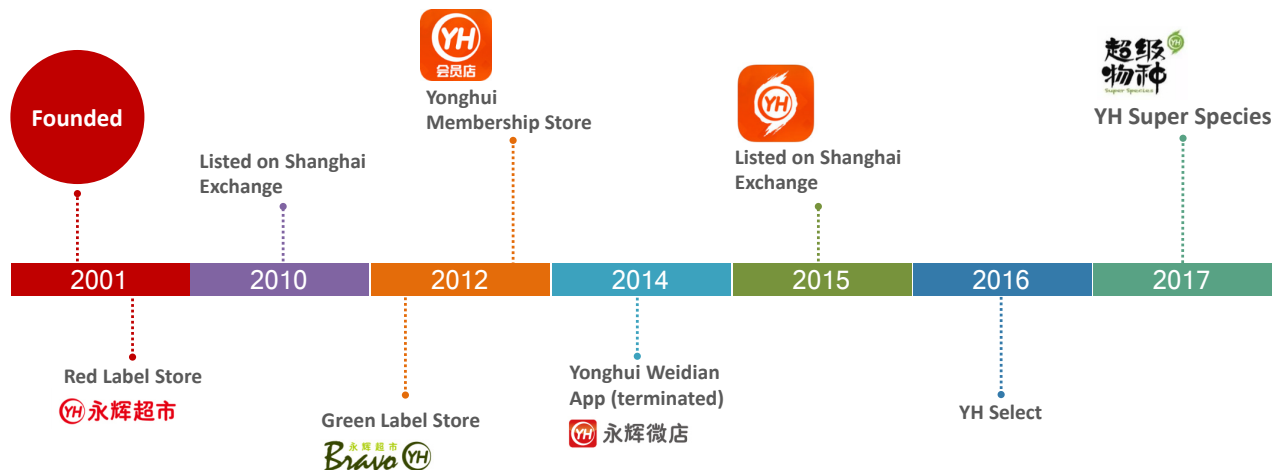 Founded
YH
会员店
Yonghui
Membership Store
Listed on Shanghai
Exchange
YH
Listed on Shanghai
Exchange
超级
物种
YH
Super Species
YH Super Species
2001
2010
2012
2014
2015
2016
2017
Red Label Store
YH 永辉超市
Green Label Store
永辉超市
Bravo YH
Yonghui Weidian
App (terminated)
YH 永辉微店
YH Select